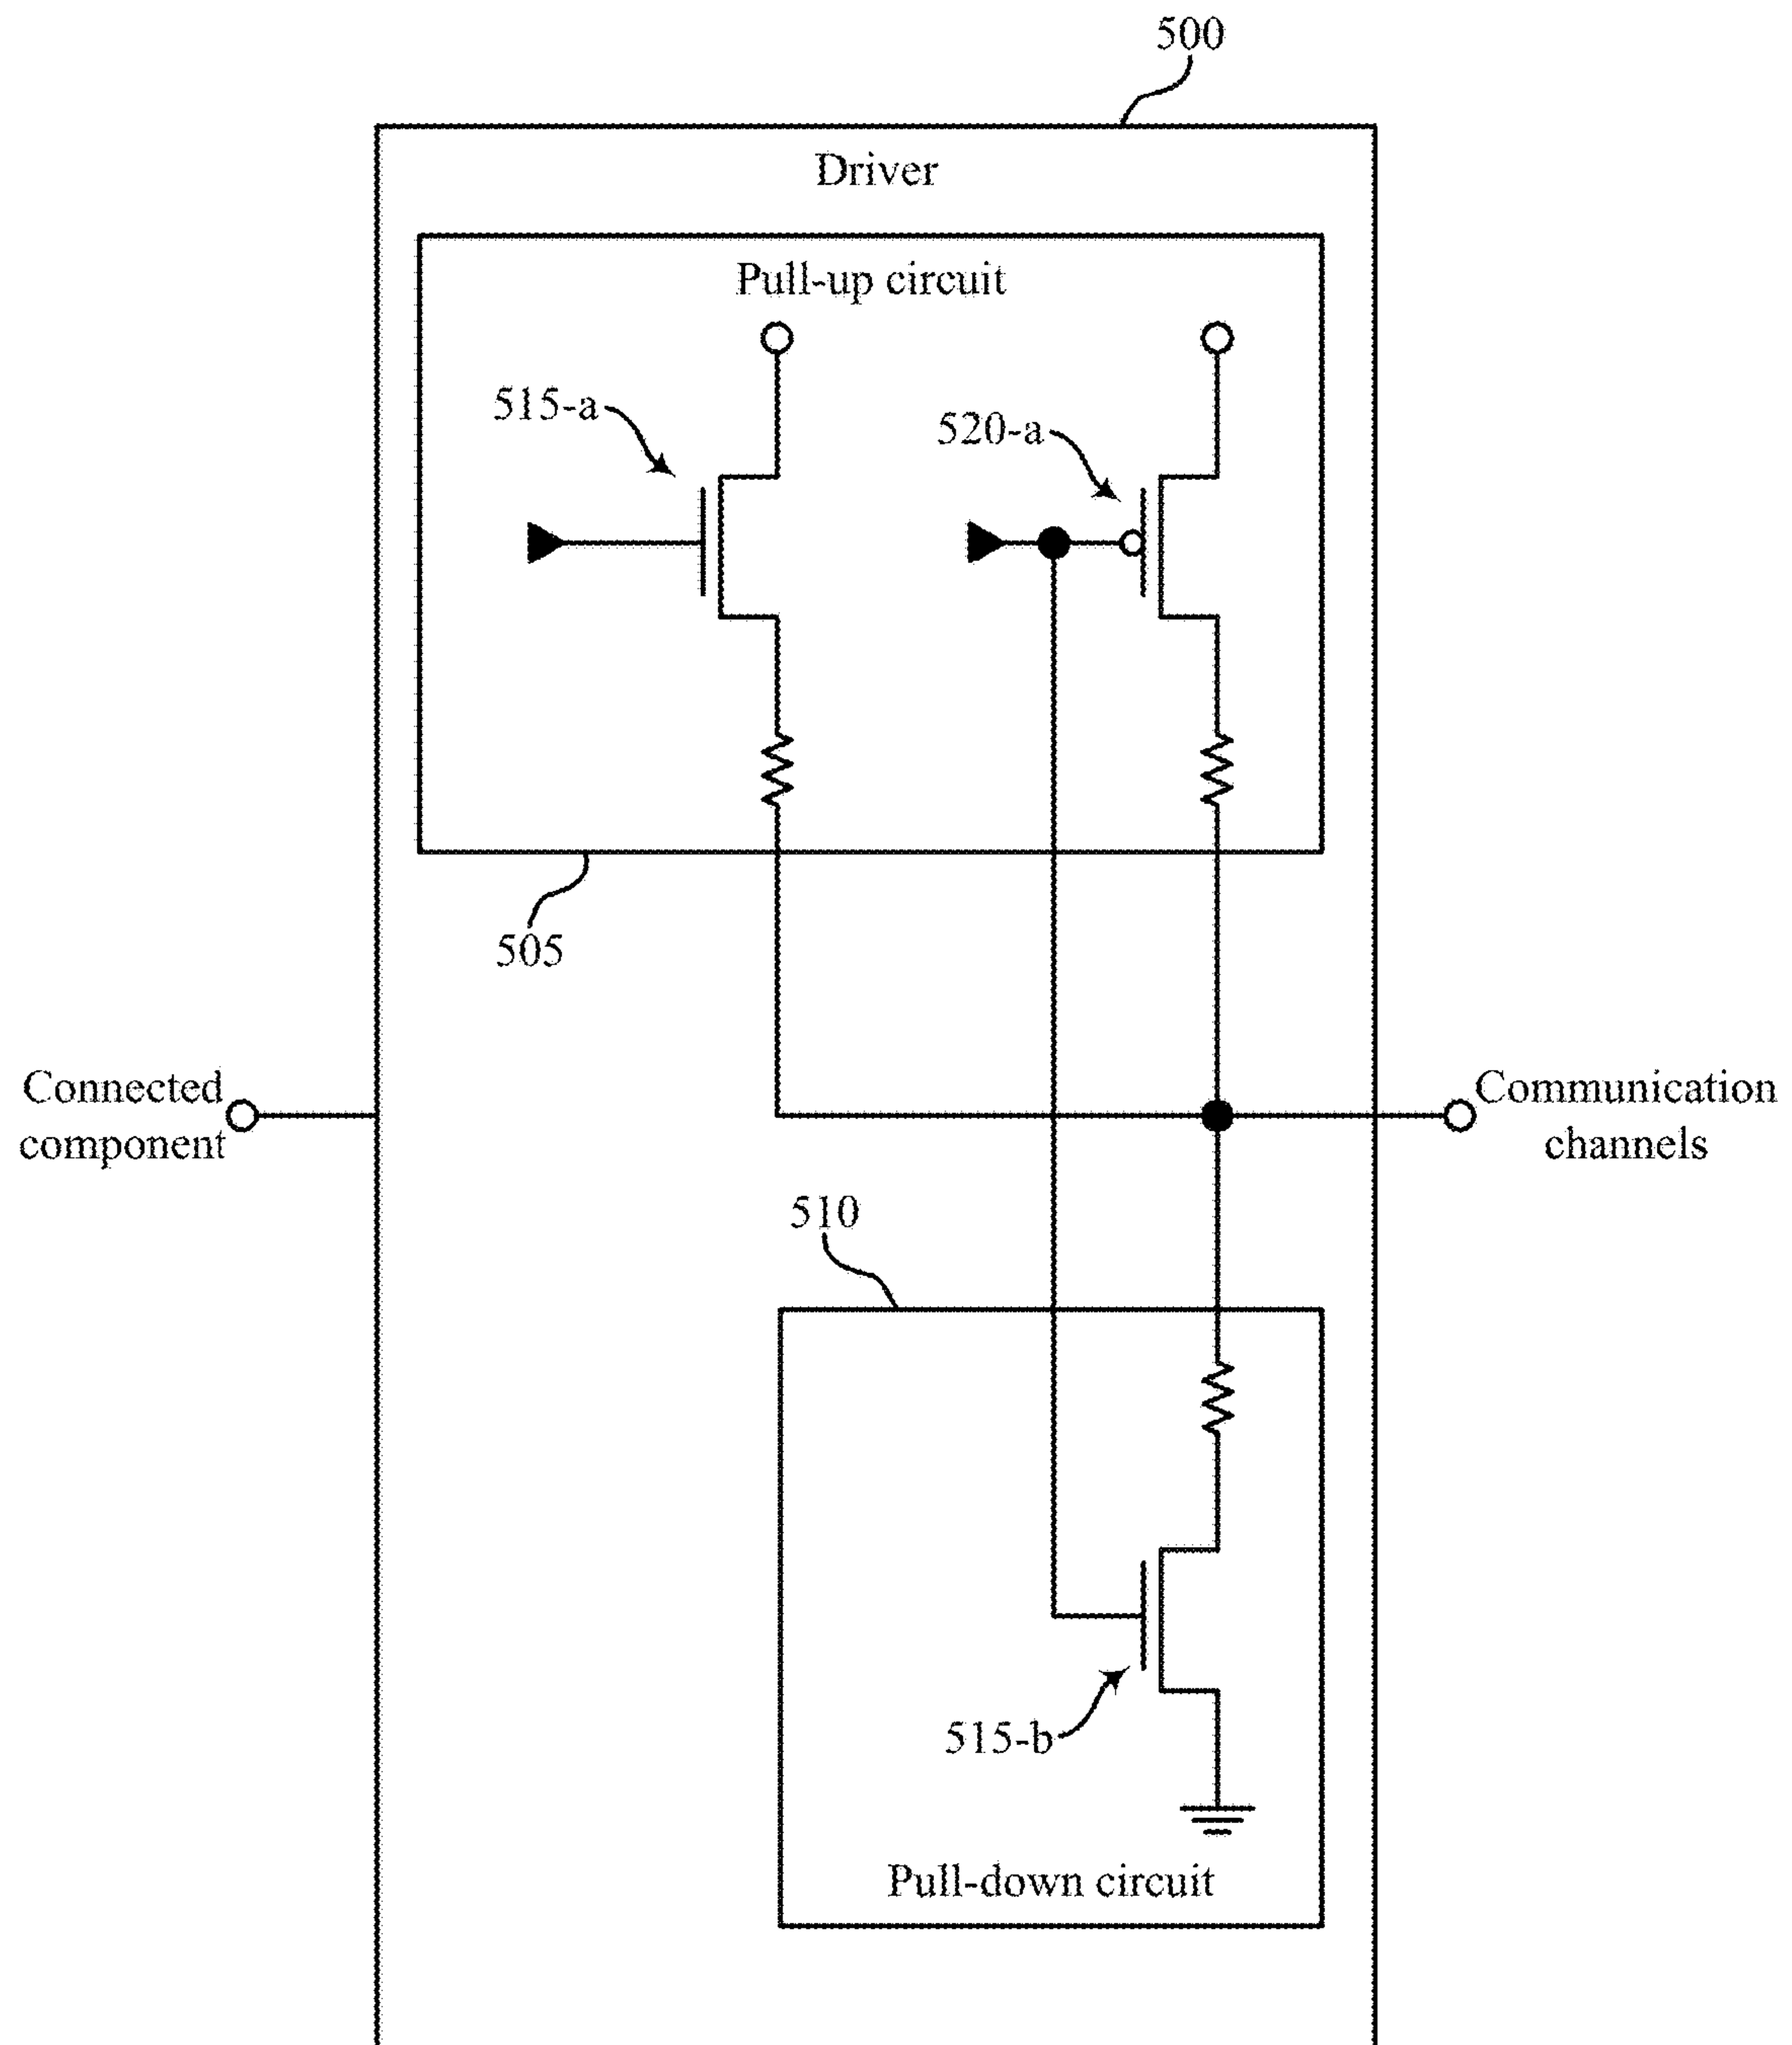 500
Driver
Pull-up circuit
515-a
520-a
505
Connected
component
Communication
channels
510
515-b
Pull-down circuit